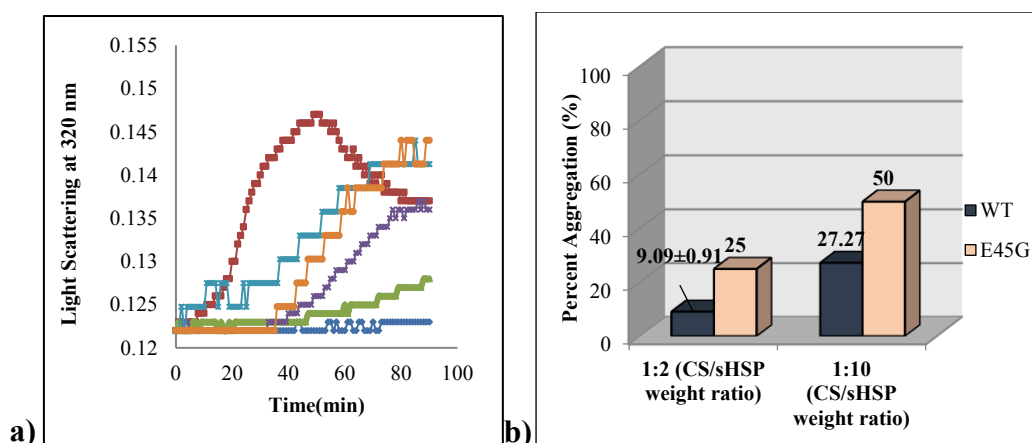 0.155
0.15
0.145
0.14
0.135
0.13
0.125
0.12
Light Scattering at 320 nm
0 20 40 60 80 100
Time(min)
a)
100
80
60
40
20
0
Percent Aggregation (%)
9.09±0.91
25
27.27
50
1:2 (CS/sHSP
weight ratio)
1:10
(CS/sHSP
weight ratio)
WT
E45G
b)